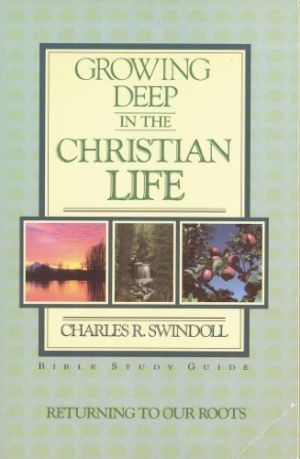 GROWING
DEEP
IN THE
CHRISTIAN
LIFE
CHARLES R. SWINDOLL
BIBLE STUDY GUIDE
RETURNING TO OUR ROOTS